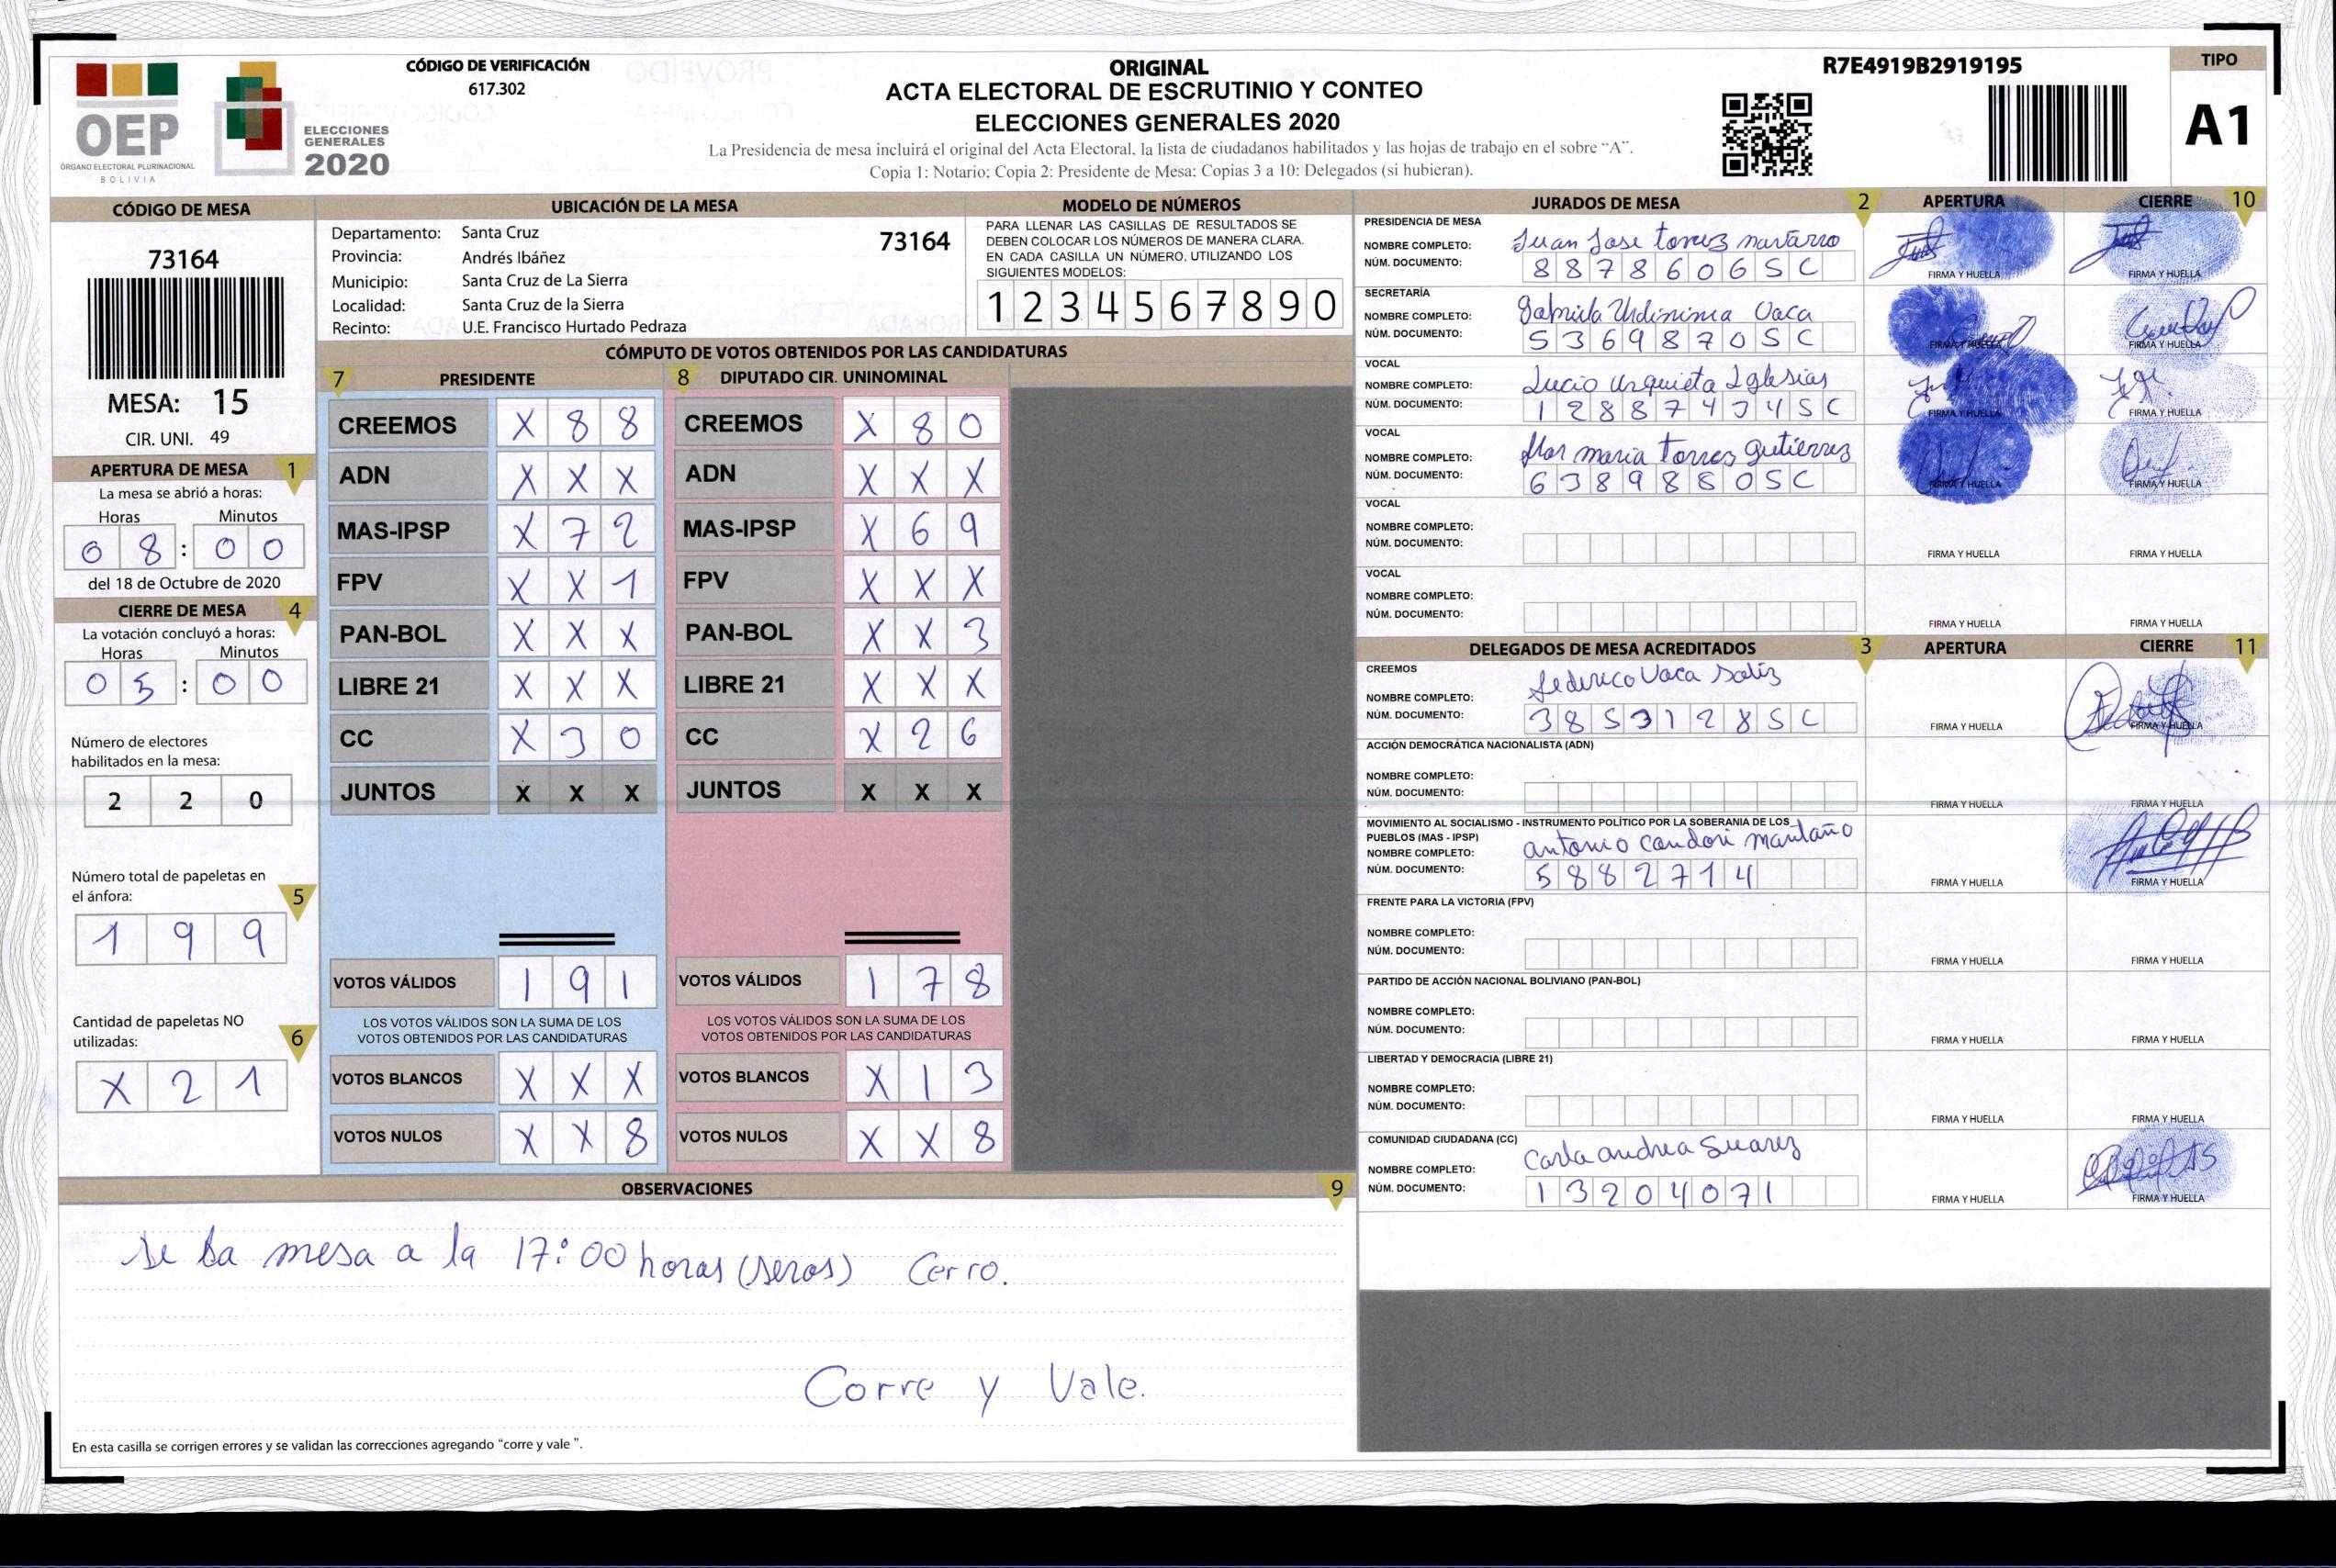 CÓDIGO DE VERIFICACIÓN
617.302
OEP
ÓRGANO ELECTORAL PLURINACIONAL
BOLIVIA
ELECCIONES
GENERALES
2020
ORIGINAL
ACTA ELECTORAL DE ESCRUTINIO Y CONTEO
ELECCIONES GENERALES 2020
La Presidencia de mesa incluirá el original del Acta Electoral, la lista de ciudadanos habilitados y las hojas de trabajo en el sobre “A”.
Copia 1: Notario; Copia 2: Presidente de Mesa; Copias 3 a 10: Delegados (si hubieran).
R7E4919B2919195
TIPO
A1
CÓDIGO DE MESA
73164
MESA: 15
CIR. UNI. 49
APERTURA DE MESA 1
La mesa se abrió a horas:
Horas Minutos
0 8 : 0 0
del 18 de Octubre de 2020
CIERRE DE MESA 4
La votación concluyó a horas:
Horas Minutos
0 5 : 0 0
Número de electores
habilitados en la mesa:
2 2 0
Número total de papeletas en
el ánfora: 5
1 9 9
Cantidad de papeletas NO
utilizadas: 6
X 2 1
UBICACIÓN DE LA MESA
Departamento: Santa Cruz 73164
Provincia: Andrés Ibáñez
Municipio: Santa Cruz de La Sierra
Localidad: Santa Cruz de la Sierra
Recinto: U.E. Francisco Hurtado Pedraza
MODELO DE NÚMEROS
PARA LLENAR LAS CASILLAS DE RESULTADOS SE
DEBEN COLOCAR LOS NÚMEROS DE MANERA CLARA.
EN CADA CASILLA UN NÚMERO, UTILIZANDO LOS
SIGUIENTES MODELOS:
1 2 3 4 5 6 7 8 9 0
CÓMPUTO DE VOTOS OBTENIDOS POR LAS CANDIDATURAS
7 PRESIDENTE
CREEMOS X 8 8
ADN X X X
MAS-IPSP X 7 2
FPV X X 1
PAN-BOL X X X
LIBRE 21 X X X
CC X 3 0
JUNTOS X X X
VOTOS VÁLIDOS 1 9 1
LOS VOTOS VÁLIDOS SON LA SUMA DE LOS
VOTOS OBTENIDOS POR LAS CANDIDATURAS
VOTOS BLANCOS X X X
VOTOS NULOS X X 8
8 DIPUTADO CIR. UNINOMINAL
CREEMOS X 8 0
ADN X X X
MAS-IPSP X 6 9
FPV X X X
PAN-BOL X X 3
LIBRE 21 X X X
CC X 2 6
JUNTOS X X X
VOTOS VÁLIDOS 1 7 8
LOS VOTOS VÁLIDOS SON LA SUMA DE LOS
VOTOS OBTENIDOS POR LAS CANDIDATURAS
VOTOS BLANCOS X 1 3
VOTOS NULOS X X 8
OBSERVACIONES 9
se la mesa a la 17:00 horas (seros) Cerro.
Corre y Vale.
En esta casilla se corrigen errores y se validan las correcciones agregando “corre y vale ”.
JURADOS DE MESA 2 APERTURA CIERRE 10
PRESIDENCIA DE MESA
NOMBRE COMPLETO: Juan Jose torrez navarro
NÚM. DOCUMENTO: 8 8 7 8 6 0 6 S C
FIRMA Y HUELLA FIRMA Y HUELLA
SECRETARÍA
NOMBRE COMPLETO: Gabriela Urdininia Vaca
NÚM. DOCUMENTO: 5 3 6 9 8 7 0 S C
FIRMA Y HUELLA FIRMA Y HUELLA
VOCAL
NOMBRE COMPLETO: Lucio Urquieta Iglesias
NÚM. DOCUMENTO: 1 2 8 8 7 4 3 4 S C
FIRMA Y HUELLA FIRMA Y HUELLA
VOCAL
NOMBRE COMPLETO: flor maria torres gutierrez
NÚM. DOCUMENTO: 6 3 8 9 8 8 0 S C
FIRMA Y HUELLA FIRMA Y HUELLA
VOCAL
NOMBRE COMPLETO:
NÚM. DOCUMENTO:
FIRMA Y HUELLA FIRMA Y HUELLA
VOCAL
NOMBRE COMPLETO:
NÚM. DOCUMENTO:
FIRMA Y HUELLA FIRMA Y HUELLA
DELEGADOS DE MESA ACREDITADOS 3 APERTURA CIERRE 11
CREEMOS
NOMBRE COMPLETO: federico Vaca Soliz
NÚM. DOCUMENTO: 3 8 5 3 1 2 8 S C
FIRMA Y HUELLA FIRMA Y HUELLA
ACCIÓN DEMOCRÁTICA NACIONALISTA (ADN)
NOMBRE COMPLETO:
NÚM. DOCUMENTO:
FIRMA Y HUELLA FIRMA Y HUELLA
MOVIMIENTO AL SOCIALISMO - INSTRUMENTO POLÍTICO POR LA SOBERANIA DE LOS
PUEBLOS (MAS - IPSP)
NOMBRE COMPLETO: antonio condori mantaño
NÚM. DOCUMENTO: 5 8 8 2 7 1 4
FIRMA Y HUELLA FIRMA Y HUELLA
FRENTE PARA LA VICTORIA (FPV)
NOMBRE COMPLETO:
NÚM. DOCUMENTO:
FIRMA Y HUELLA FIRMA Y HUELLA
PARTIDO DE ACCIÓN NACIONAL BOLIVIANO (PAN-BOL)
NOMBRE COMPLETO:
NÚM. DOCUMENTO:
FIRMA Y HUELLA FIRMA Y HUELLA
LIBERTAD Y DEMOCRACIA (LIBRE 21)
NOMBRE COMPLETO:
NÚM. DOCUMENTO:
FIRMA Y HUELLA FIRMA Y HUELLA
COMUNIDAD CIUDADANA (CC)
NOMBRE COMPLETO: Carla andrea Suarez
NÚM. DOCUMENTO: 1 3 2 0 4 0 7 1
FIRMA Y HUELLA FIRMA Y HUELLA